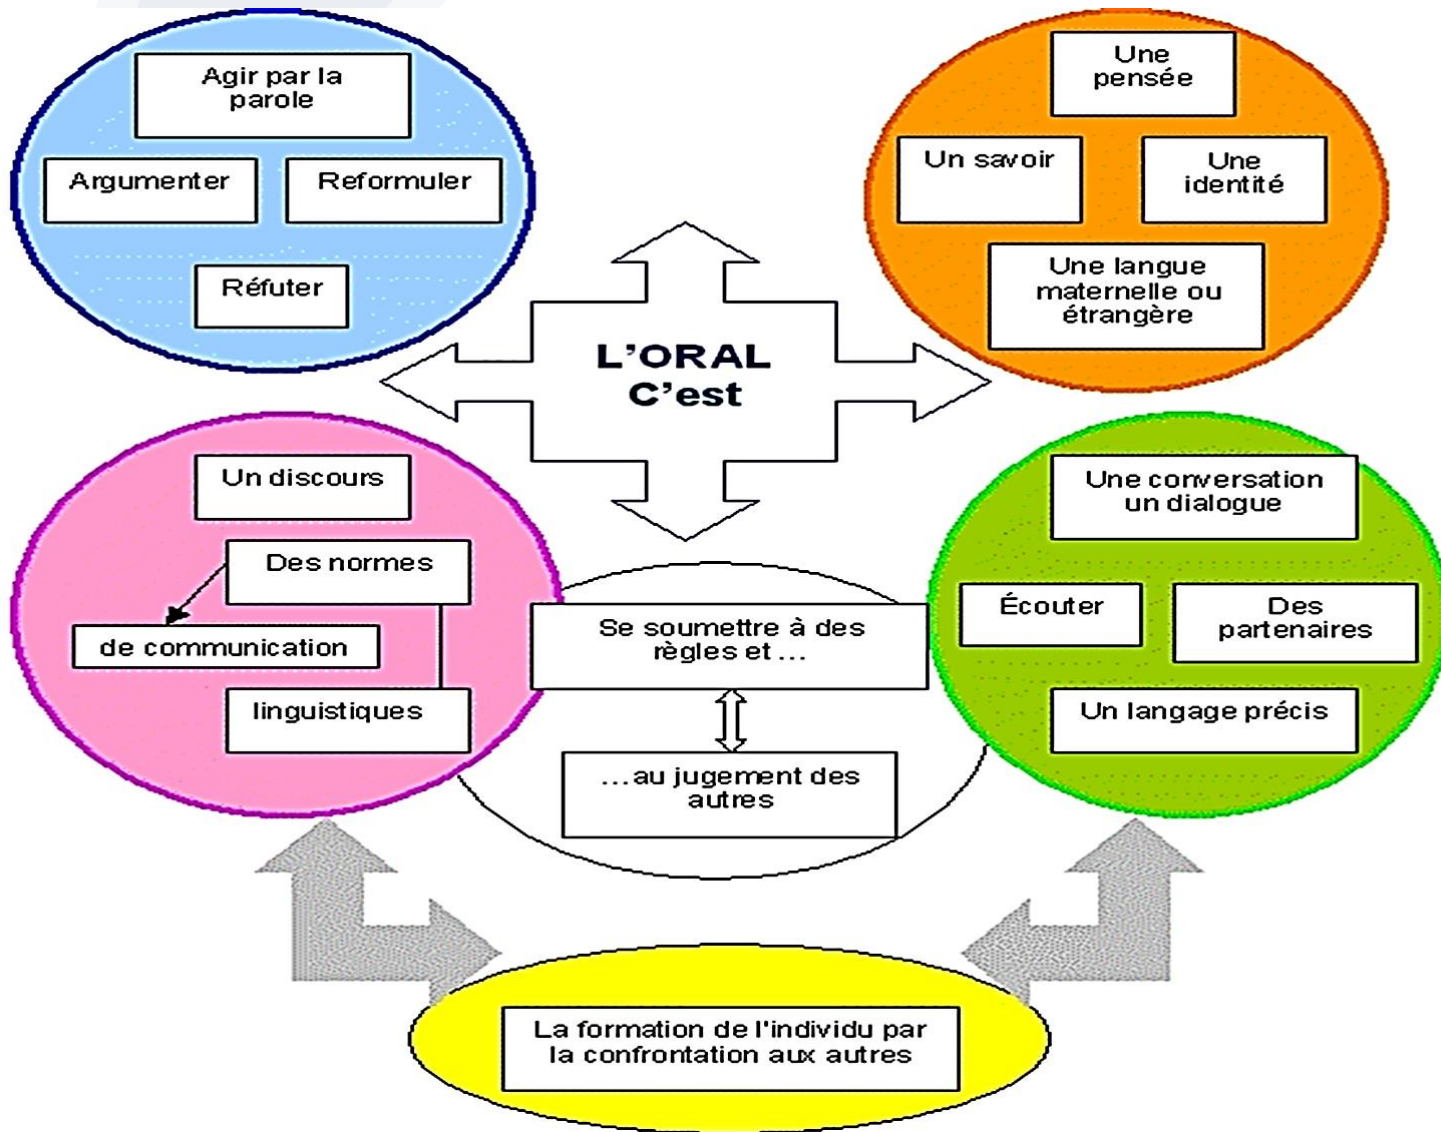 Agir par la
parole
Argumenter
Reformuler
Réfuter
Une
pensée
Un savoir
Une
identité
Une langue
maternelle ou
étrangère
L'ORAL
C'est
Un discours
Des normes
de communication
linguistiques
Se soumettre à des
règles et ...
...au jugement des
autres
Une conversation
un dialogue
Écouter
Des
partenaires
Un langage précis
La formation de l'individu par
la confrontation aux autres